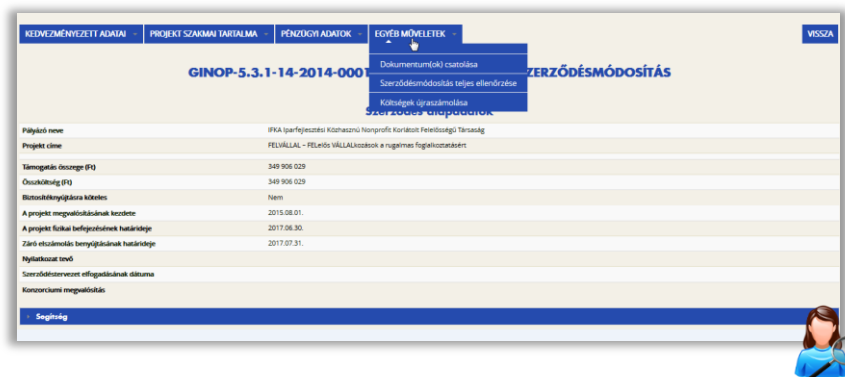 KEDVEZMÉNYEZETT ADATAI PROJEKT SZAKMAI TARTALMA PÉNZÜGYI ADATOK EGYÉB MŰVELETEK VISSZA
Dokumentum(ok) csatolása
GINOP-5.3.1-14-2014-0001 ZERZŐDÉSMÓDOSÍTÁS
Szerződésmódosítás teljes ellenőrzése
Költségek újraszámolása
Szerződés alapadatok
Pályázó neve IFKA Iparfejlesztési Közhasznú Nonprofit Korlátolt Felelősségű Társaság
Projekt címe FELVÁLLAL – FELelős VÁLLALkozások a rugalmas foglalkoztatásért
Támogatás összege (Ft) 349 906 029
Összköltség (Ft) 349 906 029
Biztosítéknyújtásra köteles Nem
A projekt megvalósításának kezdete 2015.08.01.
A projekt fizikai befejezésének határideje 2017.06.30.
Záró elszámolás benyújtásának határideje 2017.07.31.
Nyilatkozat tevő
Szerződéstervezet elfogadásának dátuma
Konzorciumi megvalósítás
Segítség